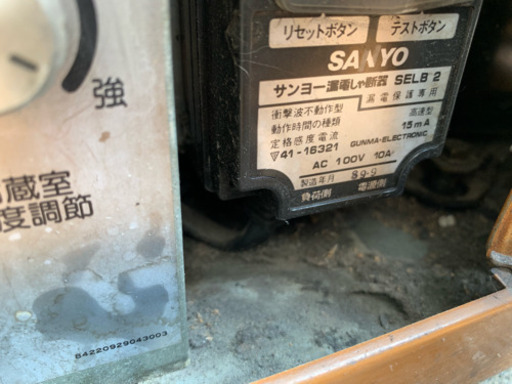 リセットボタン
テストボタン
SANYO
サンヨー漏電しゃ断器 SELB 2
漏電保護専用
衝撃波不動作型
動作時間の種類 高速型
定格感度電流 15mA
▽41-16321 GUNMA-ELECTRONIC
AC 100V 10A
製造年月 S9-9
負荷側 電源側
強
蔵室
度調節
84220929043003